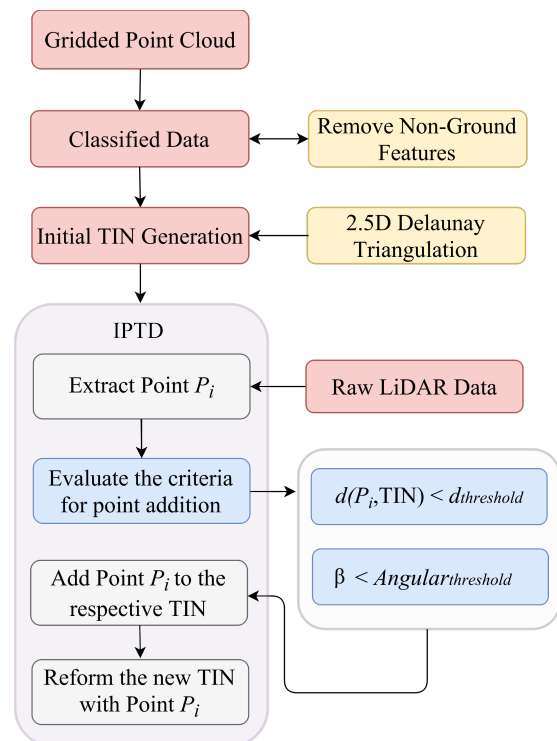 Gridded Point Cloud
Classified Data
Remove Non-Ground
Features
Initial TIN Generation
2.5D Delaunay
Triangulation
IPTD
Extract Point Pᵢ
Raw LiDAR Data
Evaluate the criteria
for point addition
d(Pᵢ,TIN) < dthreshold
β < Angularthreshold
Add Point Pᵢ to the
respective TIN
Reform the new TIN
with Point Pᵢ